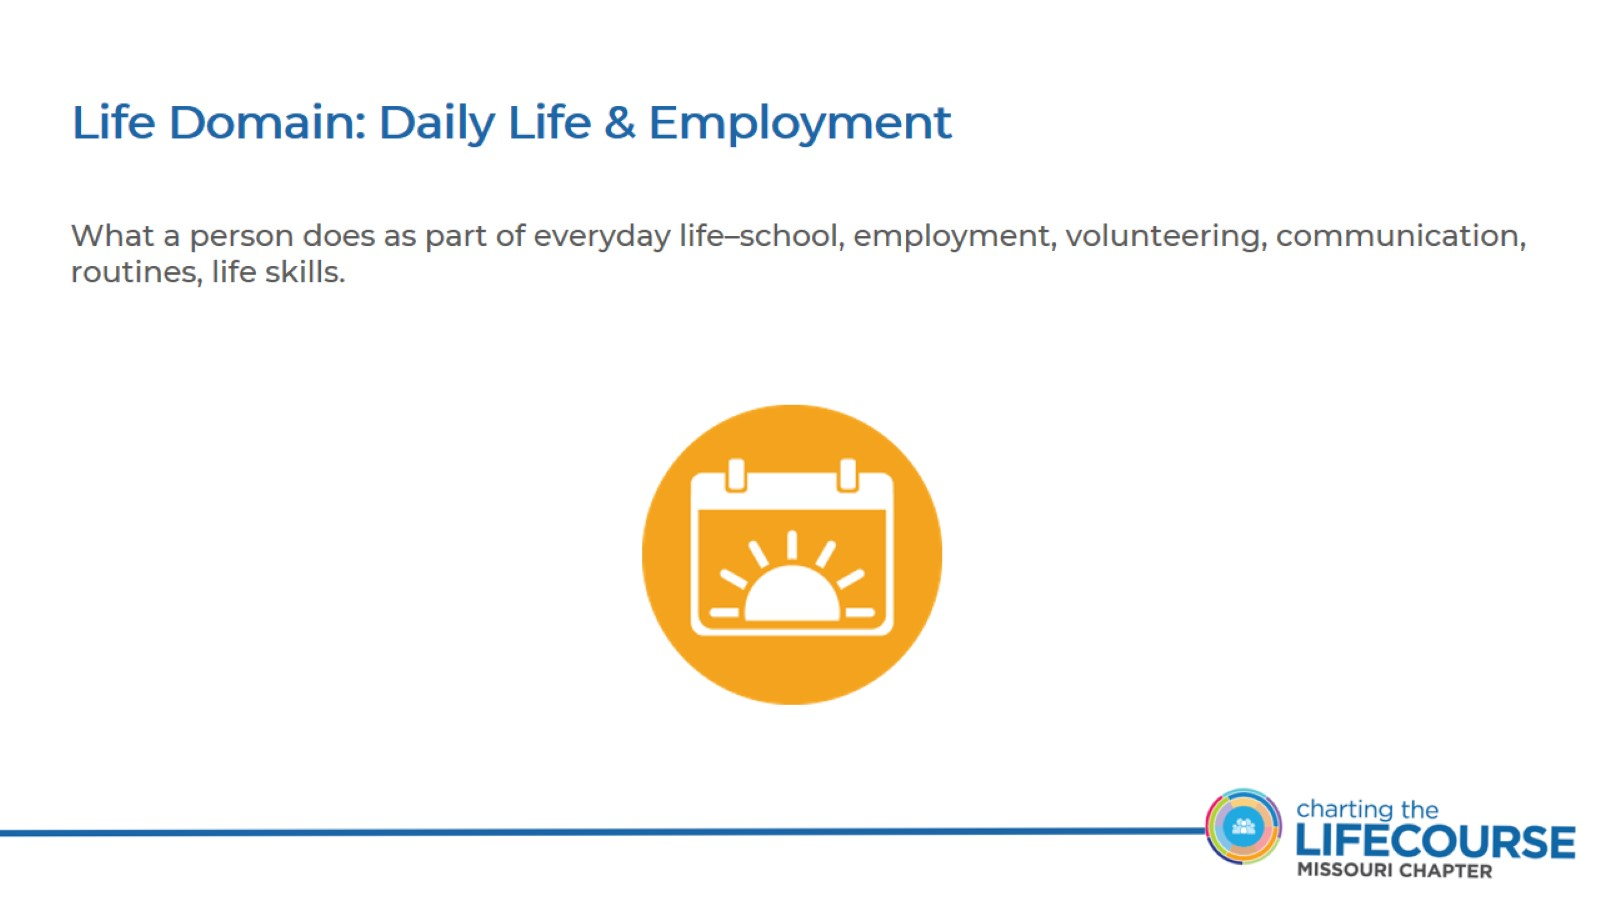 Life Domain: Daily Life & Employment
What a person does as part of everyday life–school, employment, volunteering, communication,
routines, life skills.
charting the
LIFECOURSE
MISSOURI CHAPTER